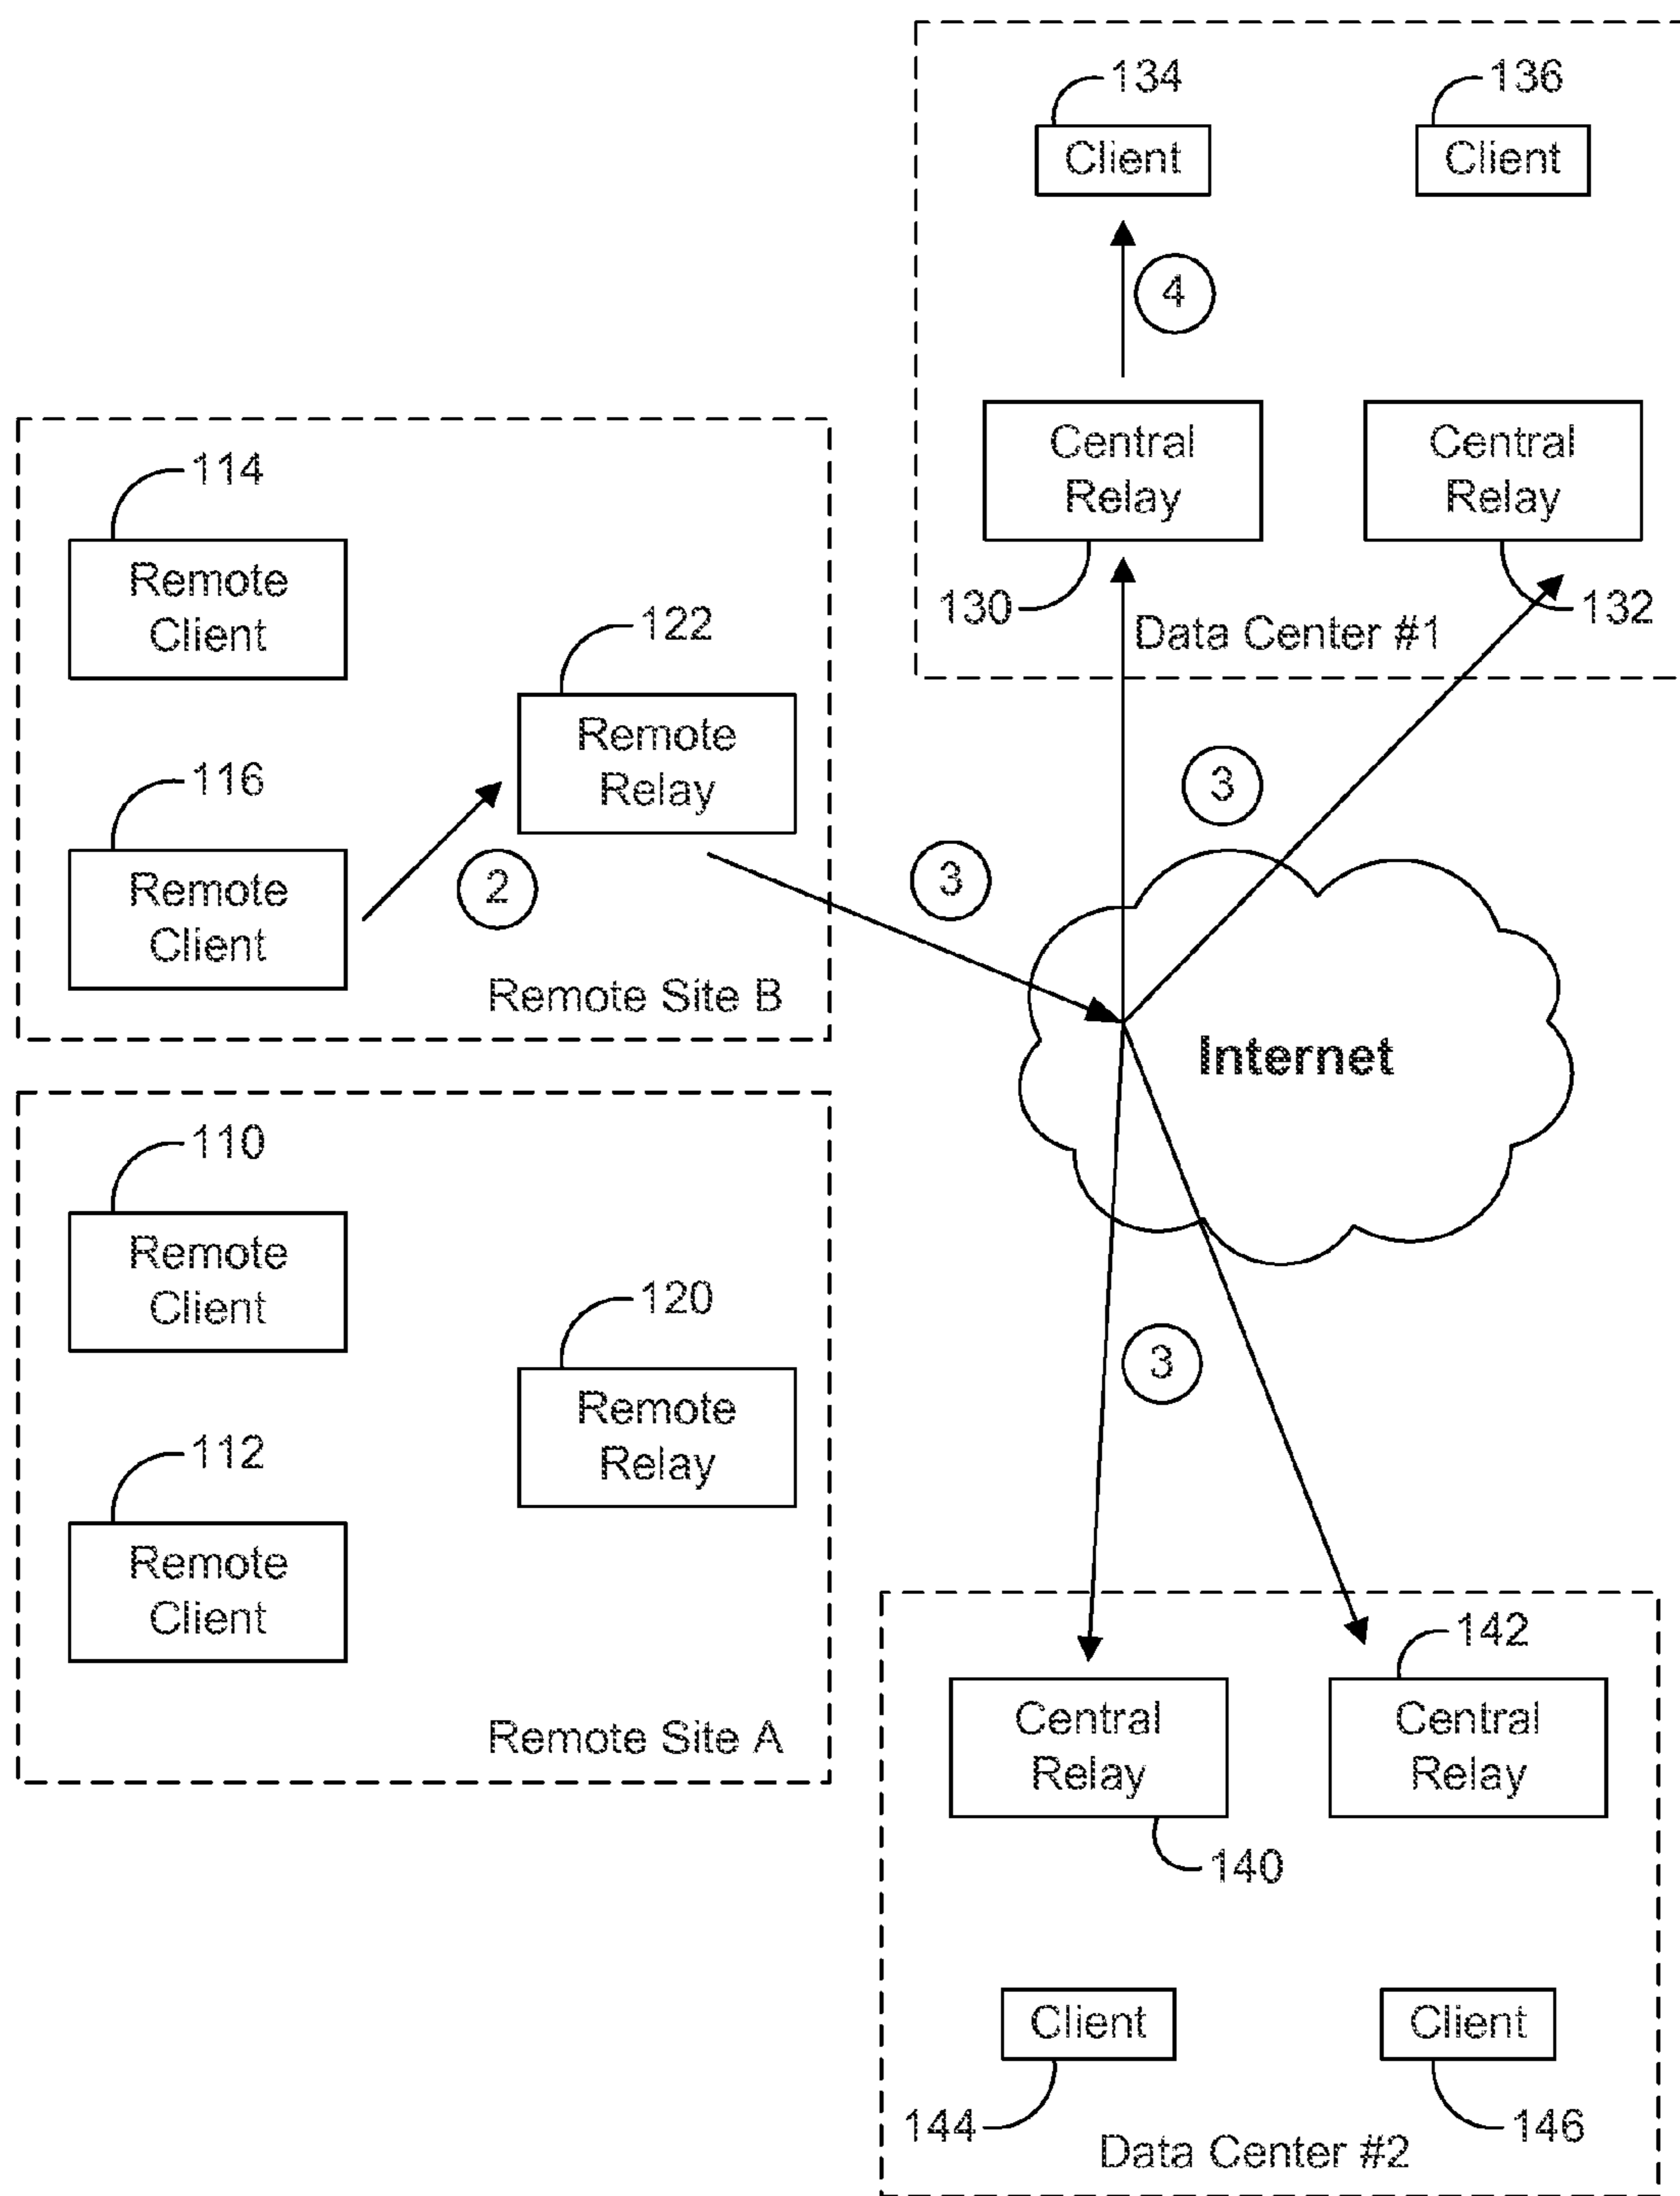 134
136
Client
Client
4
Central
Relay
Central
Relay
130
132
Data Center #1
114
Remote
Client
122
Remote
Relay
116
Remote
Client
2
Remote Site B
3
3
Internet
110
Remote
Client
120
Remote
Relay
112
Remote
Client
Remote Site A
3
142
Central
Relay
Central
Relay
140
Client
Client
144
146
Data Center #2